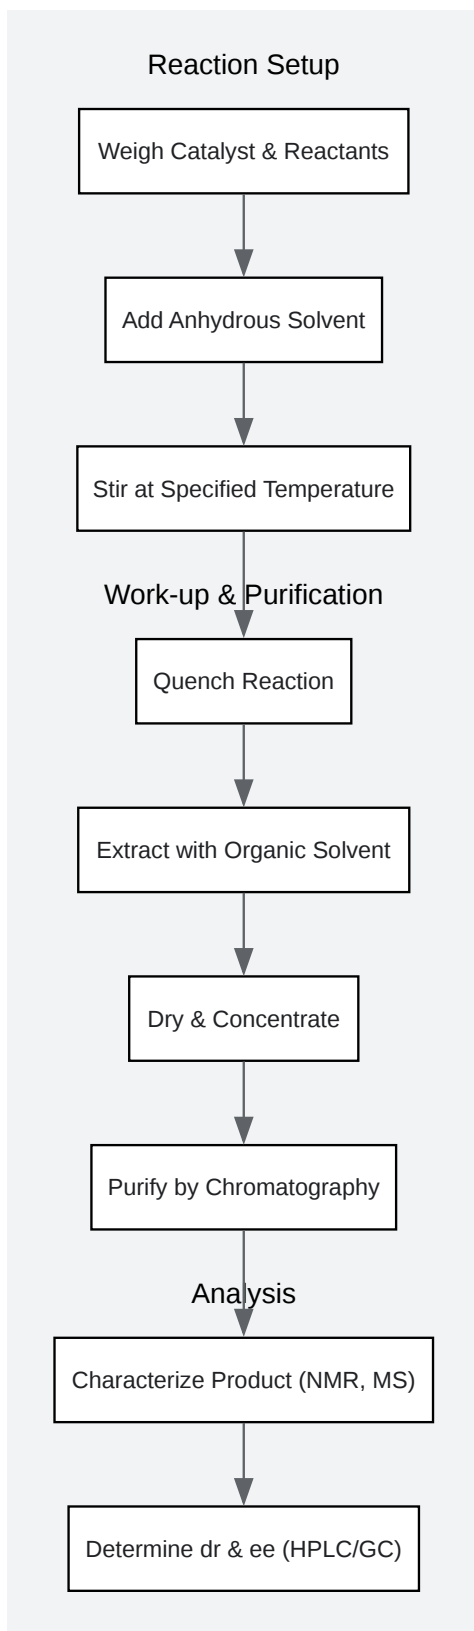 Reaction Setup
Weigh Catalyst & Reactants
Add Anhydrous Solvent
Stir at Specified Temperature
Work-up & Purification
Quench Reaction
Extract with Organic Solvent
Dry & Concentrate
Purify by Chromatography
Analysis
Characterize Product (NMR, MS)
Determine dr & ee (HPLC/GC)